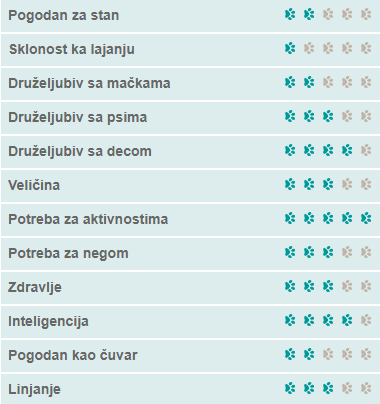 Pogodan za stan
Sklonost ka lajanju
Druželjubiv sa mačkama
Druželjubiv sa psima
Druželjubiv sa decom
Veličina
Potreba za aktivnostima
Potreba za negom
Zdravlje
Inteligencija
Pogodan kao čuvar
Linjanje